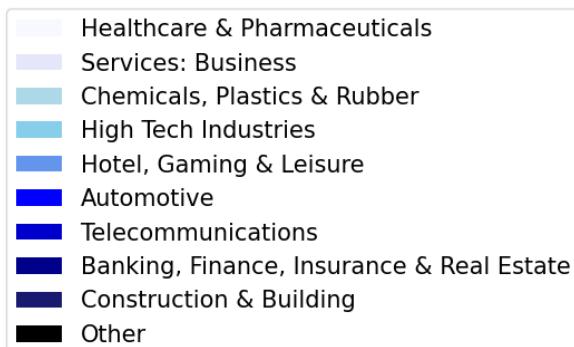 Healthcare & Pharmaceuticals
Services: Business
Chemicals, Plastics & Rubber
High Tech Industries
Hotel, Gaming & Leisure
Automotive
Telecommunications
Banking, Finance, Insurance & Real Estate
Construction & Building
Other